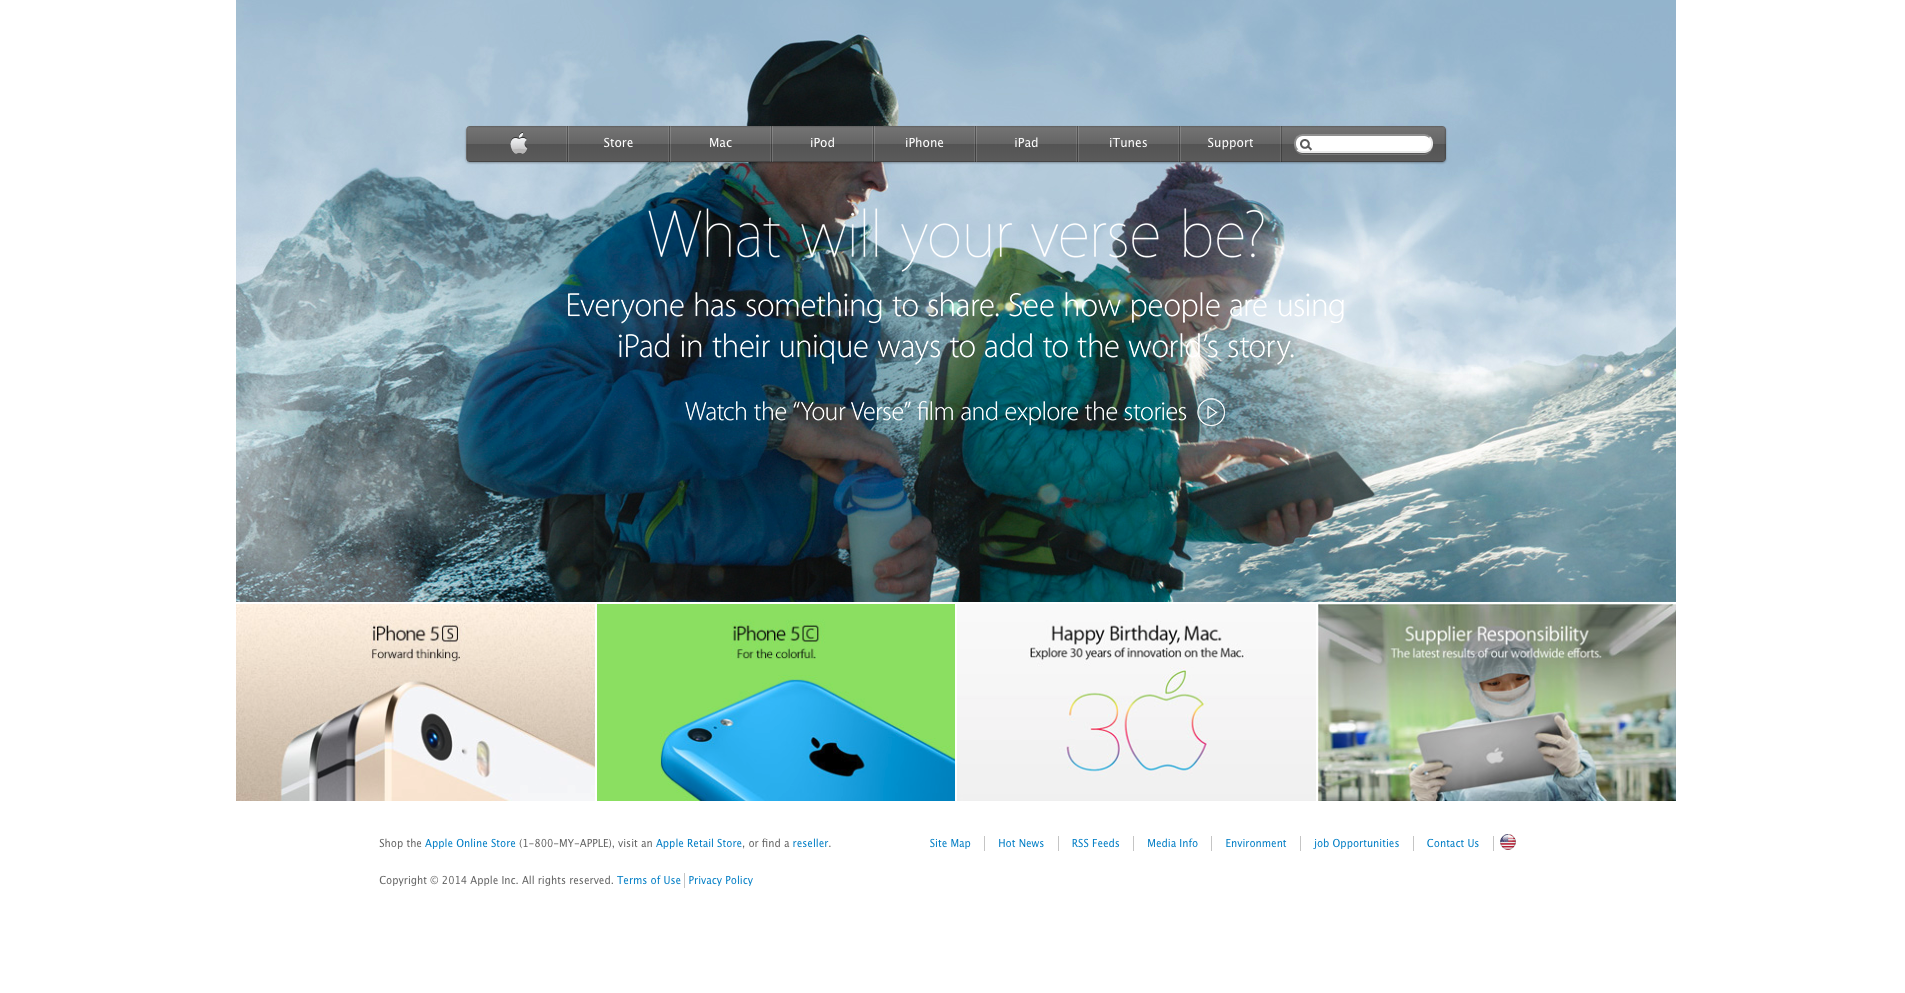 Store Mac iPod iPhone iPad iTunes Support
What will your verse be?
Everyone has something to share. See how people are using
iPad in their unique ways to add to the world's story.
Watch the “Your Verse” film and explore the stories
iPhone 5S
Forward thinking.
iPhone 5C
For the colorful.
Happy Birthday, Mac.
Explore 30 years of innovation on the Mac.
30
Supplier Responsibility
The latest results of our worldwide efforts.
Shop the Apple Online Store (1-800-MY-APPLE), visit an Apple Retail Store, or find a reseller.
Site Map Hot News RSS Feeds Media Info Environment job Opportunities Contact Us
Copyright © 2014 Apple Inc. All rights reserved. Terms of Use Privacy Policy